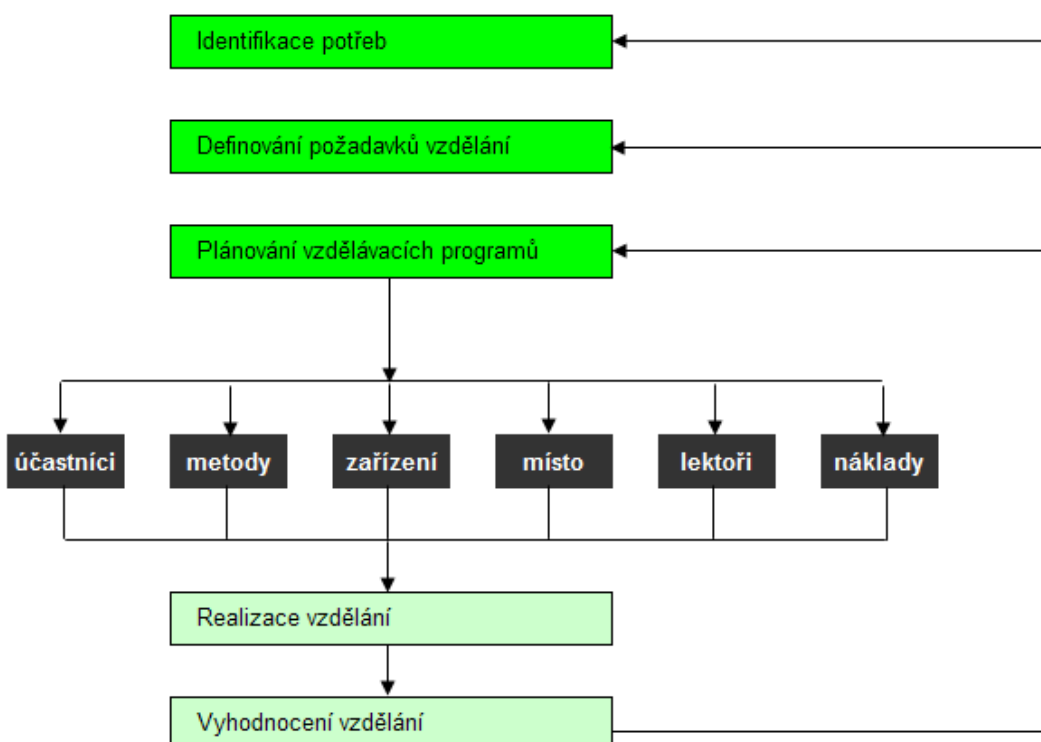 Identifikace potřeb
Definování požadavků vzdělání
Plánování vzdělávacích programů
účastníci
metody
zařízení
místo
lektoři
náklady
Realizace vzdělání
Vyhodnocení vzdělání